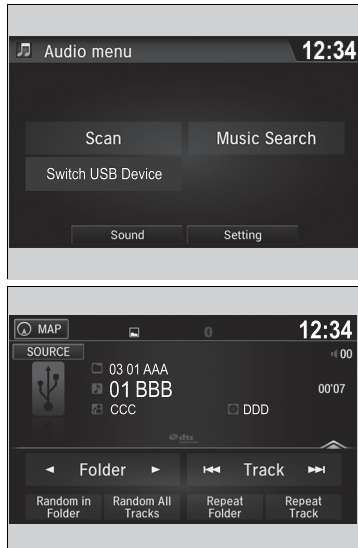 Audio menu 12:34
Scan Music Search
Switch USB Device
Sound Setting
MAP 12:34
SOURCE 00
03 01 AAA
01 BBB 00'07
CCC DDD
dts
Folder Track
Random in Folder Random All Tracks Repeat Folder Repeat Track